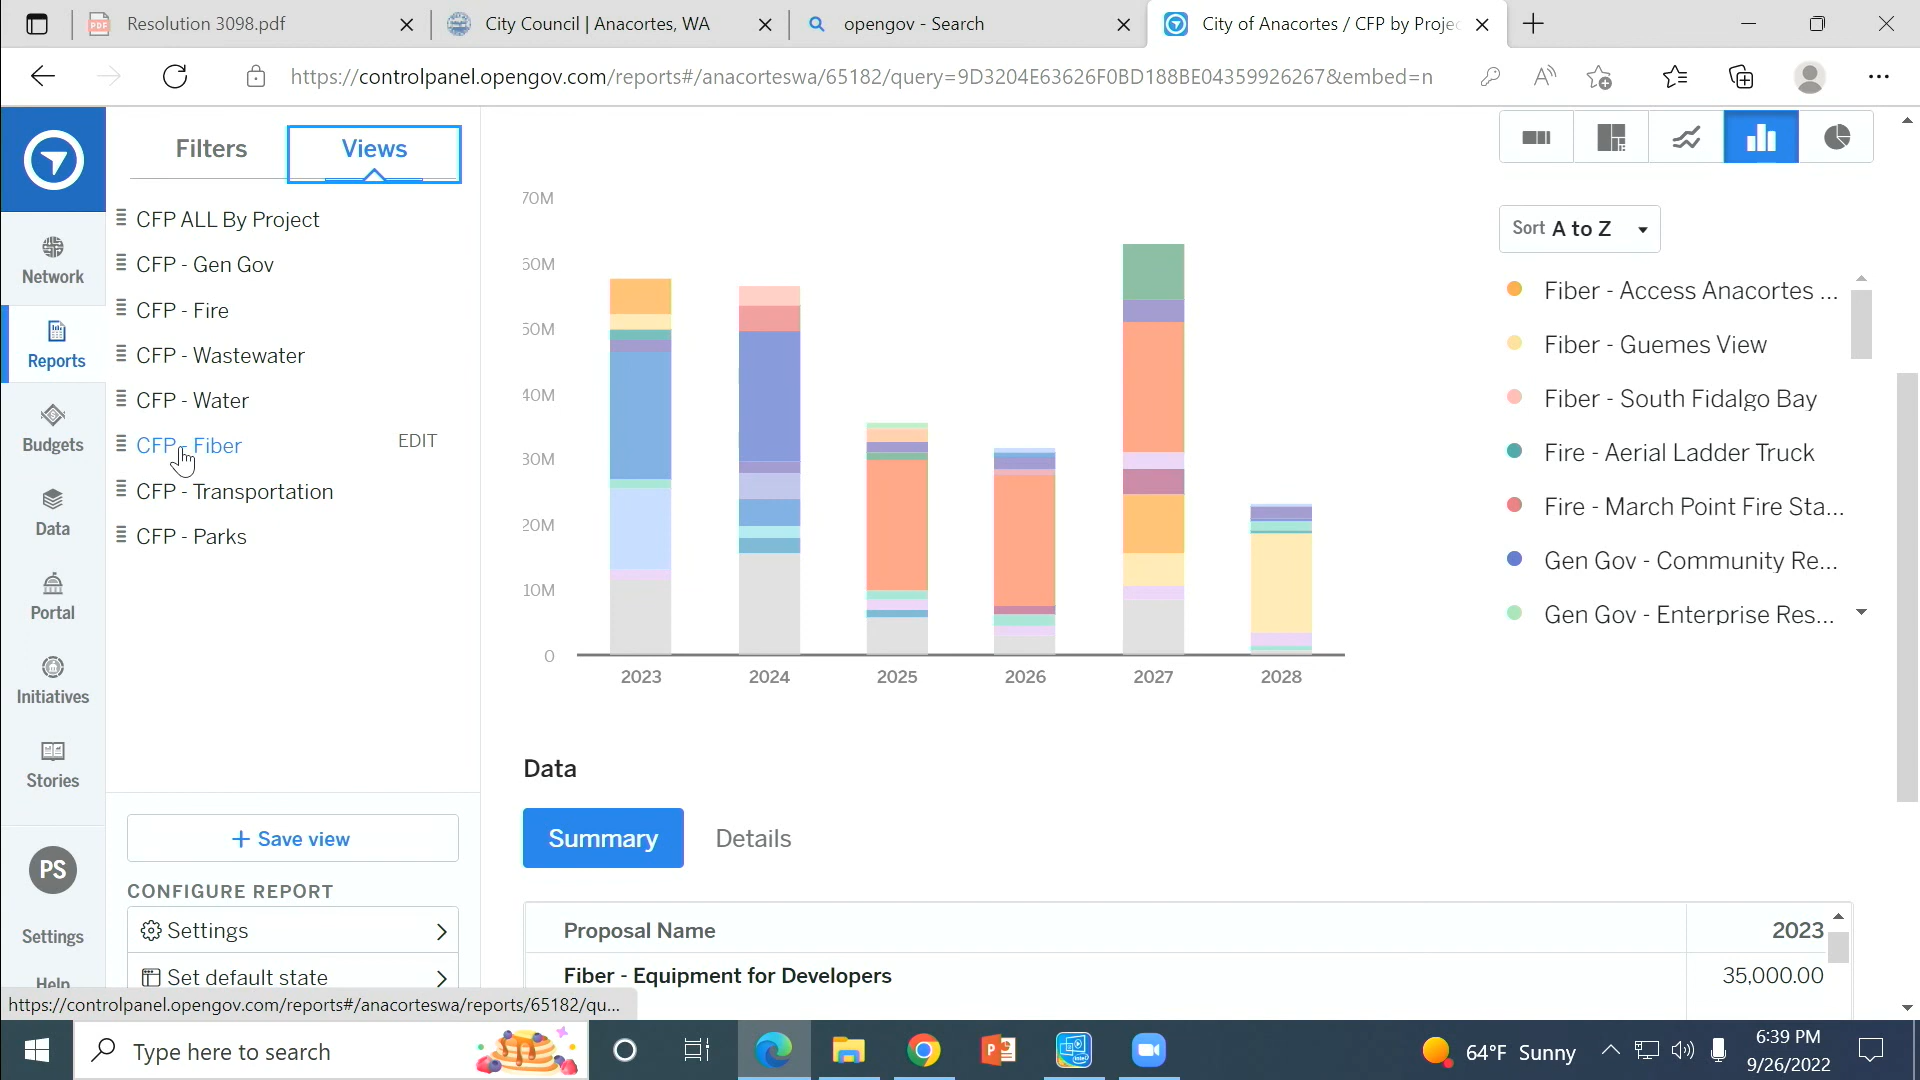 Resolution 3098.pdf
City Council | Anacortes, WA
opengov - Search
City of Anacortes / CFP by Projec
https://controlpanel.opengov.com/reports#/anacorteswa/65182/query=9D3204E63626F0BD188BE04359926267&embed=n
Filters
Views
CFP ALL By Project
CFP - Gen Gov
CFP - Fire
CFP - Wastewater
CFP - Water
CFP - Fiber
EDIT
CFP - Transportation
CFP - Parks
Network
Reports
Budgets
Data
Portal
Initiatives
Stories
PS
Settings
Help
+ Save view
CONFIGURE REPORT
Settings
Set default state
https://controlpanel.opengov.com/reports#/anacorteswa/reports/65182/qu...
70M
60M
50M
40M
30M
20M
10M
0
2023
2024
2025
2026
2027
2028
Sort A to Z
Fiber - Access Anacortes ...
Fiber - Guemes View
Fiber - South Fidalgo Bay
Fire - Aerial Ladder Truck
Fire - March Point Fire Sta...
Gen Gov - Community Re...
Gen Gov - Enterprise Res...
Data
Summary
Details
Proposal Name
2023
Fiber - Equipment for Developers
35,000.00
Type here to search
64°F Sunny
6:39 PM
9/26/2022